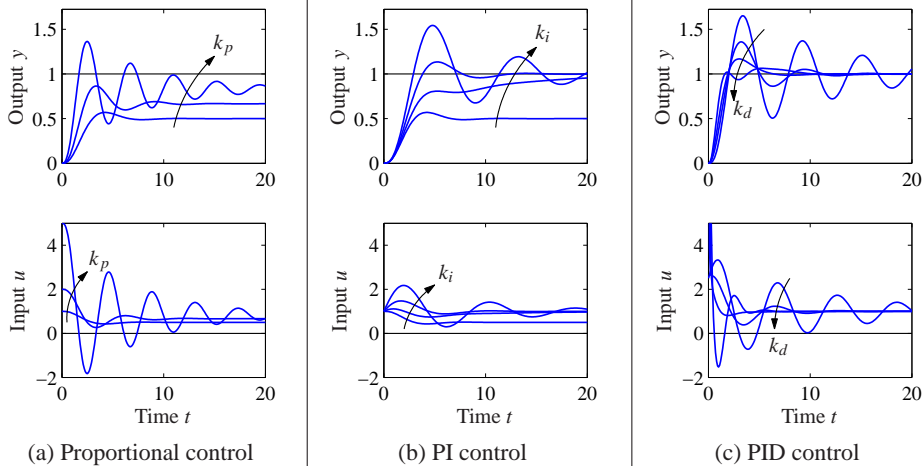 Output y
1.5
1
0.5
0
0 10 20
k_p
Input u
4
2
0
−2
0 10 20
k_p
Time t
(a) Proportional control
Output y
1.5
1
0.5
0
0 10 20
k_i
Input u
4
2
0
−2
0 10 20
k_i
Time t
(b) PI control
Output y
1.5
1
0.5
0
0 10 20
k_d
Input u
4
2
0
−2
0 10 20
k_d
Time t
(c) PID control